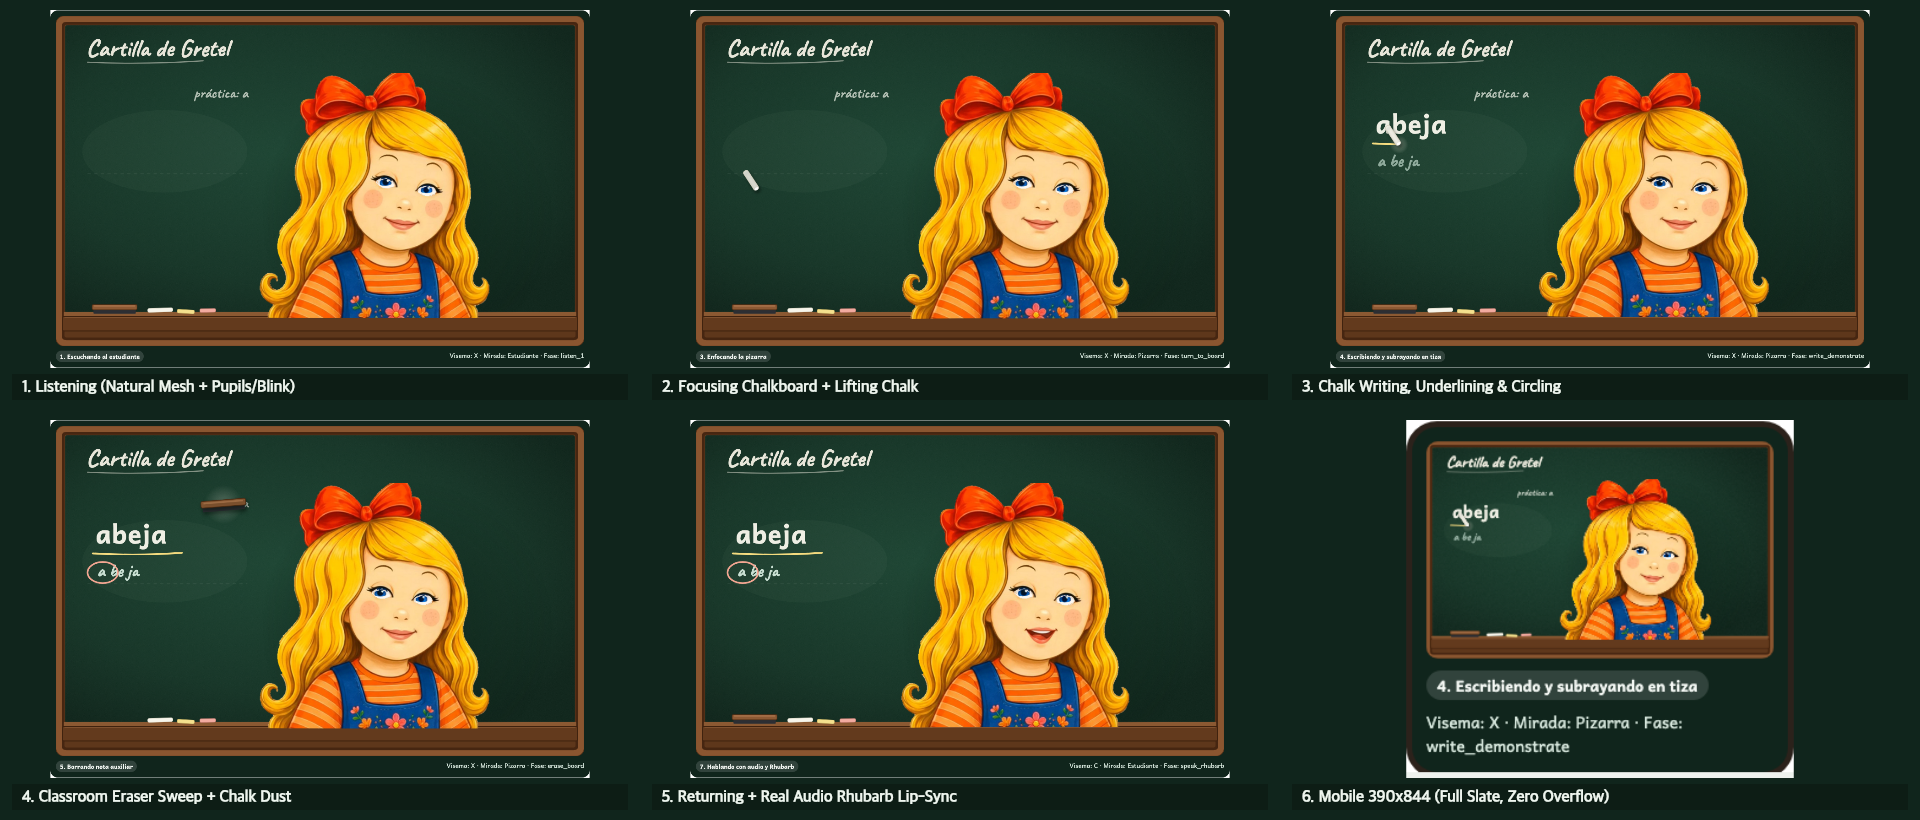 Cartilla de Gretel
práctica: a
1. Escuchando al estudiante
Visema: X · Mirada: Estudiante · Fase: listen_1
1. Listening (Natural Mesh + Pupils/Blink)
Cartilla de Gretel
práctica: a
3. Enfocando la pizarra
Visema: X · Mirada: Pizarra · Fase: turn_to_board
2. Focusing Chalkboard + Lifting Chalk
Cartilla de Gretel
práctica: a
abeja
a be ja
4. Escribiendo y subrayando en tiza
Visema: X · Mirada: Pizarra · Fase: write_demonstrate
3. Chalk Writing, Underlining & Circling
Cartilla de Gretel
abeja
a be ja
5. Borrando nota auxiliar
Visema: X · Mirada: Pizarra · Fase: erase_board
4. Classroom Eraser Sweep + Chalk Dust
Cartilla de Gretel
abeja
a be ja
7. Hablando con audio y Rhubarb
Visema: C · Mirada: Estudiante · Fase: speak_rhubarb
5. Returning + Real Audio Rhubarb Lip-Sync
Cartilla de Gretel
práctica: a
abeja
a be ja
4. Escribiendo y subrayando en tiza
Visema: X · Mirada: Pizarra · Fase:
write_demonstrate
6. Mobile 390x844 (Full Slate, Zero Overflow)